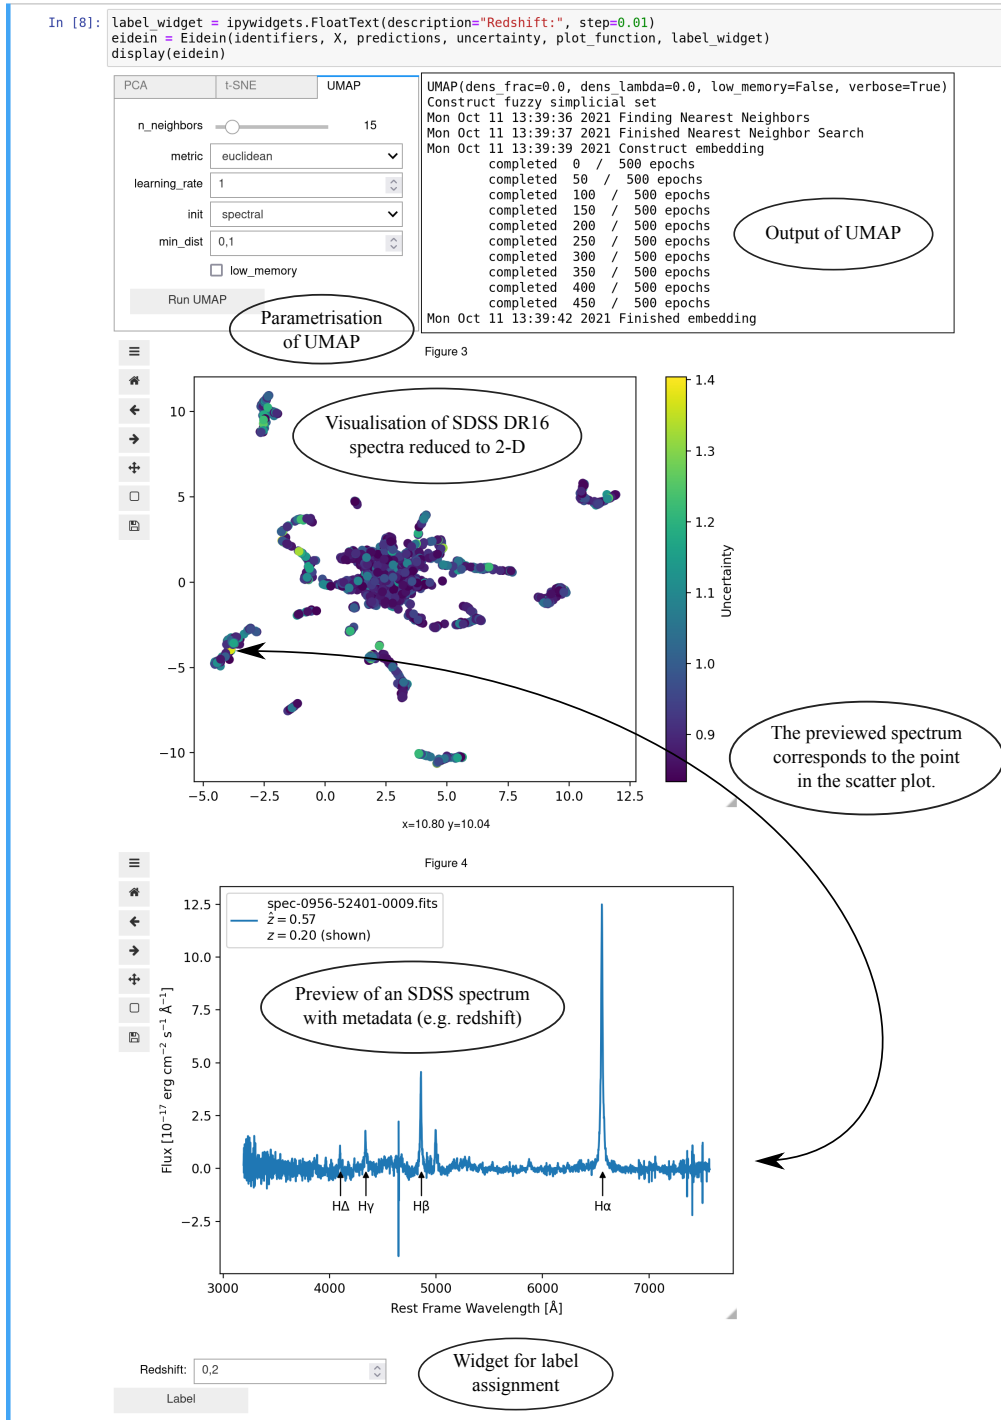 In [8]: label_widget = ipywidgets.FloatText(description="Redshift:", step=0.01)
eidein = Eidein(identifiers, X, predictions, uncertainty, plot_function, label_widget)
display(eidein)
PCA t-SNE UMAP
n_neighbors 15
metric euclidean
learning_rate 1
init spectral
min_dist 0,1
low_memory
Run UMAP
Parametrisation
of UMAP
UMAP(dens_frac=0.0, dens_lambda=0.0, low_memory=False, verbose=True)
Construct fuzzy simplicial set
Mon Oct 11 13:39:36 2021 Finding Nearest Neighbors
Mon Oct 11 13:39:37 2021 Finished Nearest Neighbor Search
Mon Oct 11 13:39:39 2021 Construct embedding
completed 0 / 500 epochs
completed 50 / 500 epochs
completed 100 / 500 epochs
completed 150 / 500 epochs
completed 200 / 500 epochs
completed 250 / 500 epochs
completed 300 / 500 epochs
completed 350 / 500 epochs
completed 400 / 500 epochs
completed 450 / 500 epochs
Mon Oct 11 13:39:42 2021 Finished embedding
Output of UMAP
Figure 3
Visualisation of SDSS DR16
spectra reduced to 2-D
10
5
0
−5
−10
−5.0 −2.5 0.0 2.5 5.0 7.5 10.0 12.5
1.4
1.3
1.2
1.1
1.0
0.9
Uncertainty
x=10.80 y=10.04
The previewed spectrum
corresponds to the point
in the scatter plot.
Figure 4
spec-0956-52401-0009.fits
ẑ = 0.57
z = 0.20 (shown)
Preview of an SDSS spectrum
with metadata (e.g. redshift)
12.5
10.0
7.5
5.0
2.5
0.0
−2.5
Flux [10⁻¹⁷ erg cm⁻² s⁻¹ Å⁻¹]
HΔ Hγ Hβ Hα
3000 4000 5000 6000 7000
Rest Frame Wavelength [Å]
Redshift: 0,2
Label
Widget for label
assignment